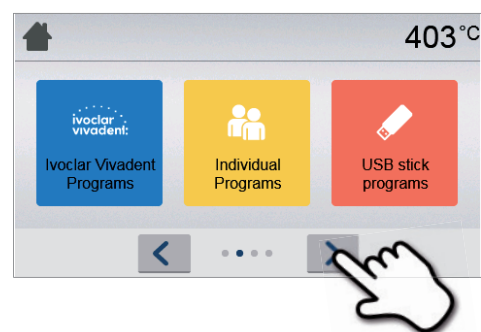 403°C
ivoclar
vivadent:
Ivoclar Vivadent
Programs
Individual
Programs
USB stick
programs